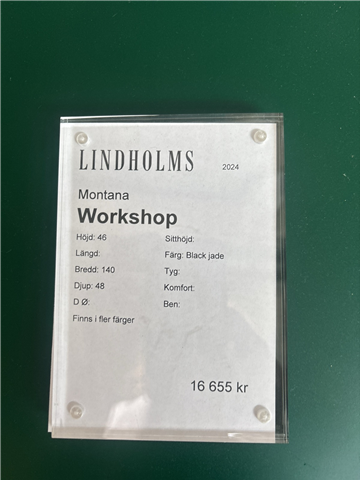 LINDHOLMS 2024
Montana
Workshop
Höjd: 46 Sitthöjd:
Längd: Färg: Black jade
Bredd: 140 Tyg:
Djup: 48 Komfort:
D Ø: Ben:
Finns i fler färger
16 655 kr